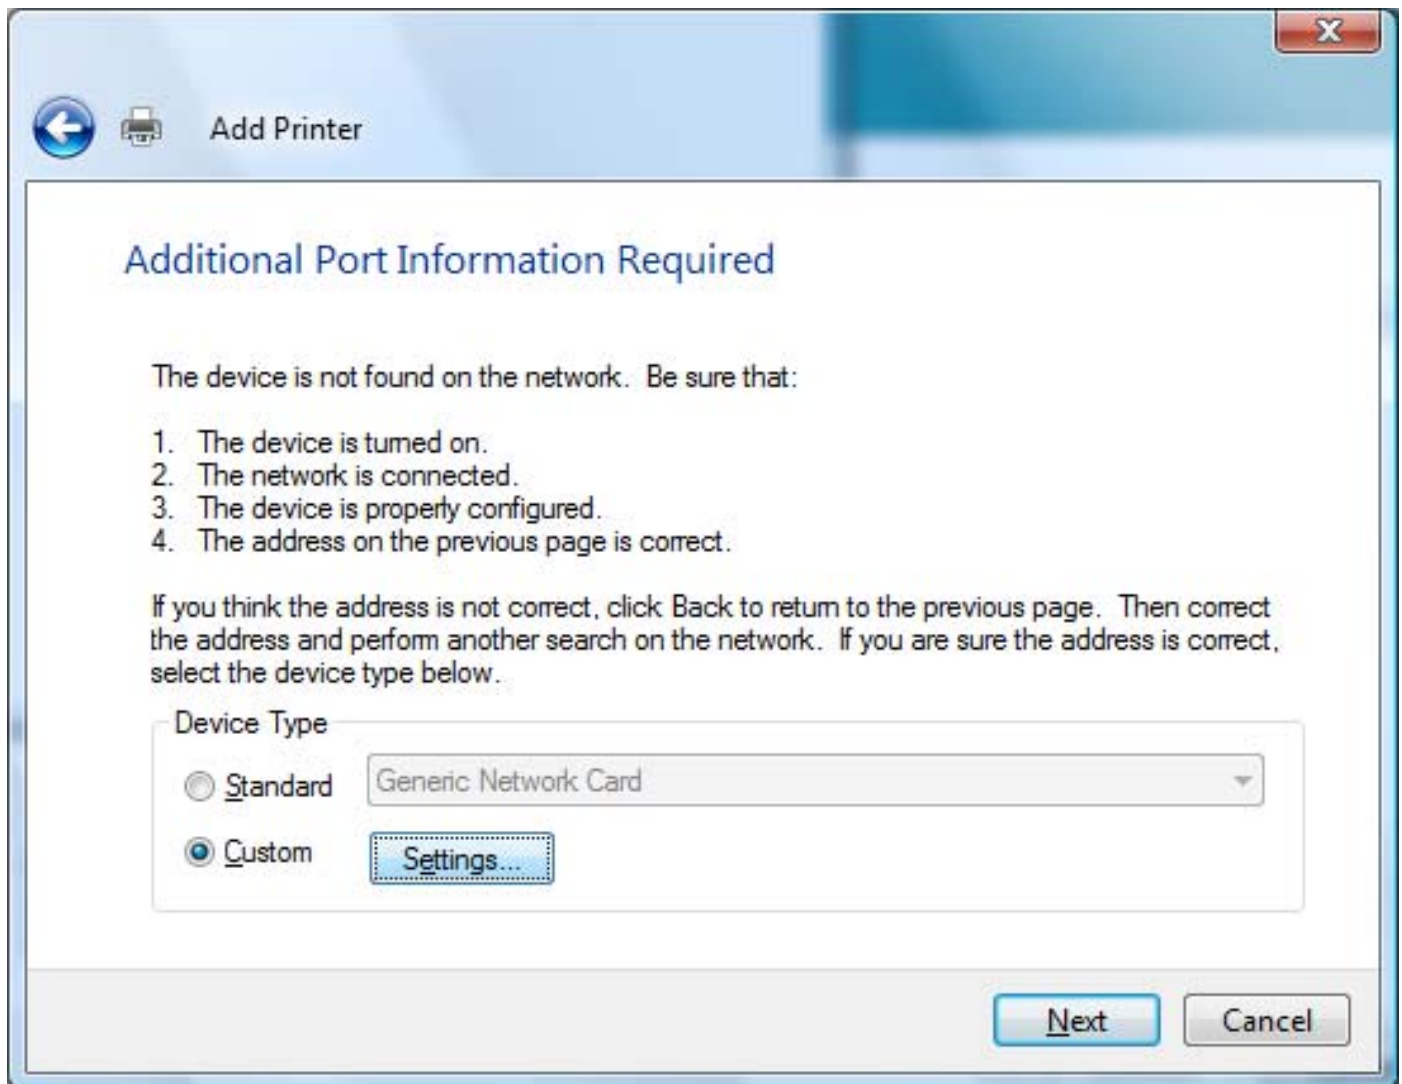 Add Printer
Additional Port Information Required
The device is not found on the network.  Be sure that:
1.  The device is turned on.
2.  The network is connected.
3.  The device is properly configured.
4.  The address on the previous page is correct.
If you think the address is not correct, click Back to return to the previous page.  Then correct
the address and perform another search on the network.  If you are sure the address is correct,
select the device type below.
Device Type
Standard Generic Network Card
Custom Settings...
Next Cancel